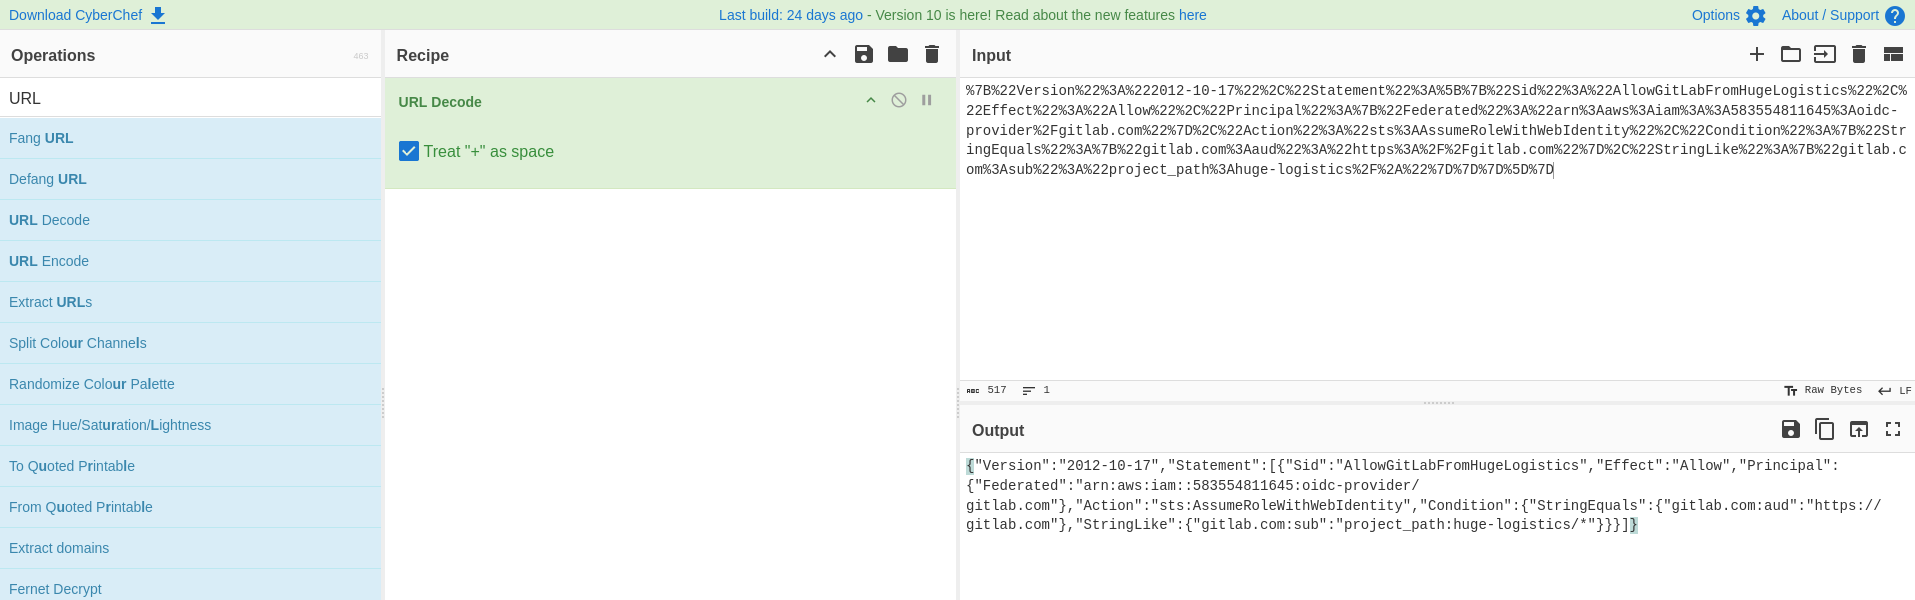 Download CyberChef
Last build: 24 days ago - Version 10 is here! Read about the new features here
Options
About / Support
Operations
463
URL
Fang URL
Defang URL
URL Decode
URL Encode
Extract URLs
Split Colour Channels
Randomize Colour Palette
Image Hue/Saturation/Lightness
To Quoted Printable
From Quoted Printable
Extract domains
Fernet Decrypt
Recipe
URL Decode
Treat "+" as space
Input
%7B%22Version%22%3A%222012-10-17%22%2C%22Statement%22%3A%5B%7B%22Sid%22%3A%22AllowGitLabFromHugeLogistics%22%2C%
22Effect%22%3A%22Allow%22%2C%22Principal%22%3A%7B%22Federated%22%3A%22arn%3Aaws%3Aiam%3A%3A583554811645%3Aoidc-
provider%2Fgitlab.com%22%7D%2C%22Action%22%3A%22sts%3AAssumeRoleWithWebIdentity%22%2C%22Condition%22%3A%7B%22Str
ingEquals%22%3A%7B%22gitlab.com%3Aaud%22%3A%22https%3A%2F%2Fgitlab.com%22%7D%2C%22StringLike%22%3A%7B%22gitlab.c
om%3Asub%22%3A%22project_path%3Ahuge-logistics%2F%2A%22%7D%7D%7D%5D%7D
ABC 517 1
Raw Bytes LF
Output
{"Version":"2012-10-17","Statement":[{"Sid":"AllowGitLabFromHugeLogistics","Effect":"Allow","Principal":
{"Federated":"arn:aws:iam::583554811645:oidc-provider/
gitlab.com"},"Action":"sts:AssumeRoleWithWebIdentity","Condition":{"StringEquals":{"gitlab.com:aud":"https://
gitlab.com"},"StringLike":{"gitlab.com:sub":"project_path:huge-logistics/*"}}}]}